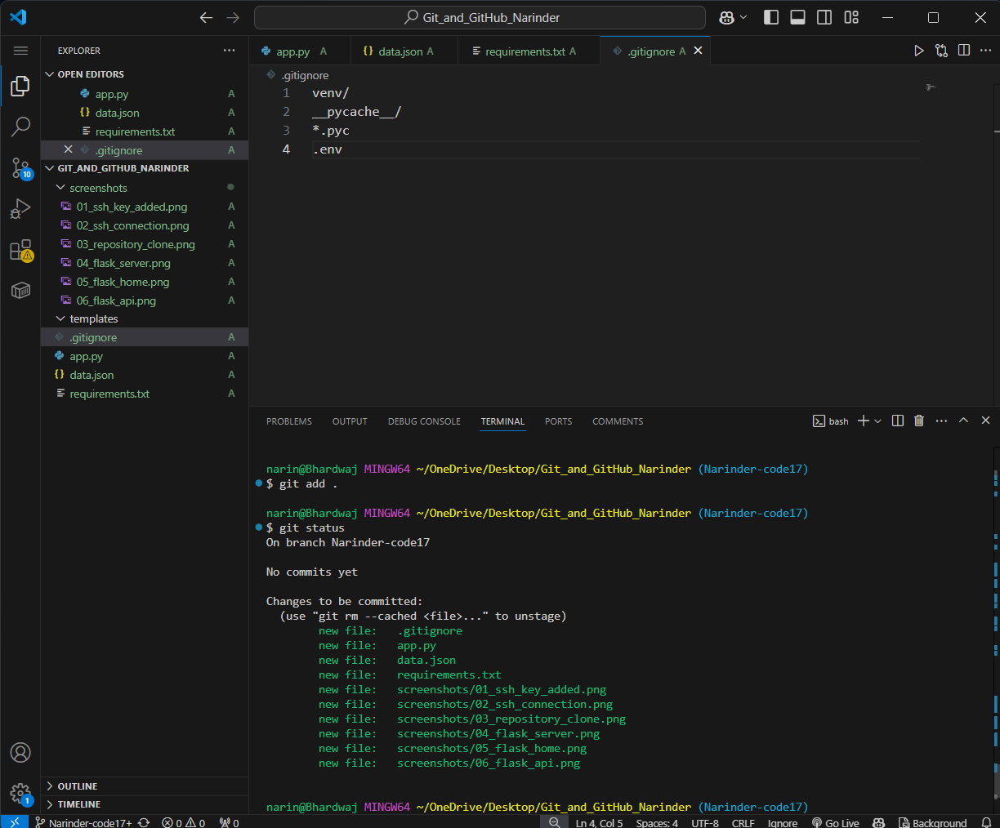 Git_and_GitHub_Narinder
EXPLORER
OPEN EDITORS
app.py A
data.json A
requirements.txt A
.gitignore A
GIT_AND_GITHUB_NARINDER
screenshots
01_ssh_key_added.png A
02_ssh_connection.png A
03_repository_clone.png A
04_flask_server.png A
05_flask_home.png A
06_flask_api.png A
templates
.gitignore A
app.py A
data.json A
requirements.txt A
OUTLINE
TIMELINE
10
1
app.py A
data.json A
requirements.txt A
.gitignore A
.gitignore
1 venv/
2 __pycache__/
3 *.pyc
4 .env
PROBLEMS OUTPUT DEBUG CONSOLE TERMINAL PORTS COMMENTS
bash
narin@Bhardwaj MINGW64 ~/OneDrive/Desktop/Git_and_GitHub_Narinder (Narinder-code17)
$ git add .
narin@Bhardwaj MINGW64 ~/OneDrive/Desktop/Git_and_GitHub_Narinder (Narinder-code17)
$ git status
On branch Narinder-code17
No commits yet
Changes to be committed:
(use "git rm --cached <file>..." to unstage)
new file: .gitignore
new file: app.py
new file: data.json
new file: requirements.txt
new file: screenshots/01_ssh_key_added.png
new file: screenshots/02_ssh_connection.png
new file: screenshots/03_repository_clone.png
new file: screenshots/04_flask_server.png
new file: screenshots/05_flask_home.png
new file: screenshots/06_flask_api.png
narin@Bhardwaj MINGW64 ~/OneDrive/Desktop/Git_and_GitHub_Narinder (Narinder-code17)
Narinder-code17+ 0 0 0 Ln 4, Col 5 Spaces: 4 UTF-8 CRLF Ignore Go Live Background